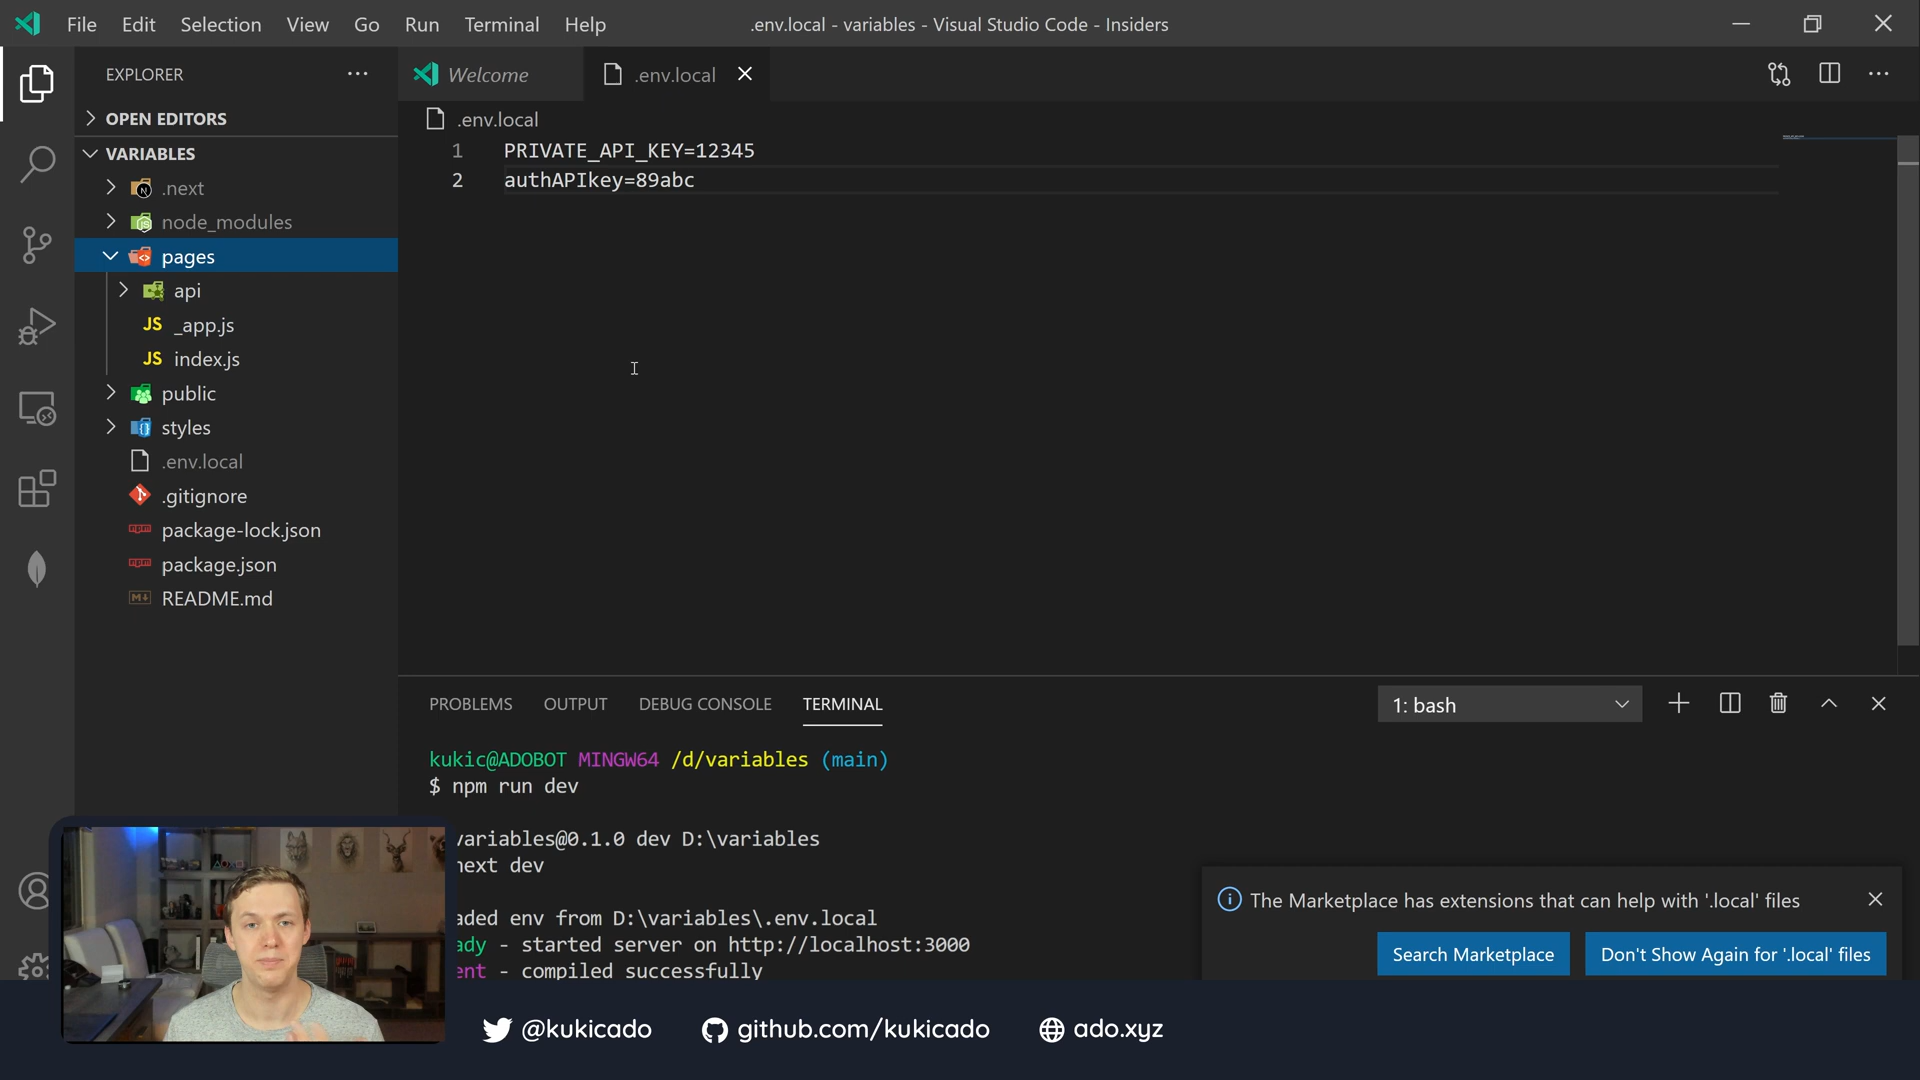 File Edit Selection View Go Run Terminal Help
.env.local - variables - Visual Studio Code - Insiders
EXPLORER
OPEN EDITORS
VARIABLES
.next
node_modules
pages
api
JS _app.js
JS index.js
public
styles
.env.local
.gitignore
package-lock.json
package.json
README.md
Welcome
.env.local
.env.local
1 PRIVATE_API_KEY=12345
2 authAPIkey=89abc
PROBLEMS OUTPUT DEBUG CONSOLE TERMINAL
1: bash
kukic@ADOBOT MINGW64 /d/variables (main)
$ npm run dev
variables@0.1.0 dev D:\variables
next dev
aded env from D:\variables\.env.local
ady - started server on http://localhost:3000
ent - compiled successfully
The Marketplace has extensions that can help with '.local' files
Search Marketplace
Don't Show Again for '.local' files
@kukicado
github.com/kukicado
ado.xyz